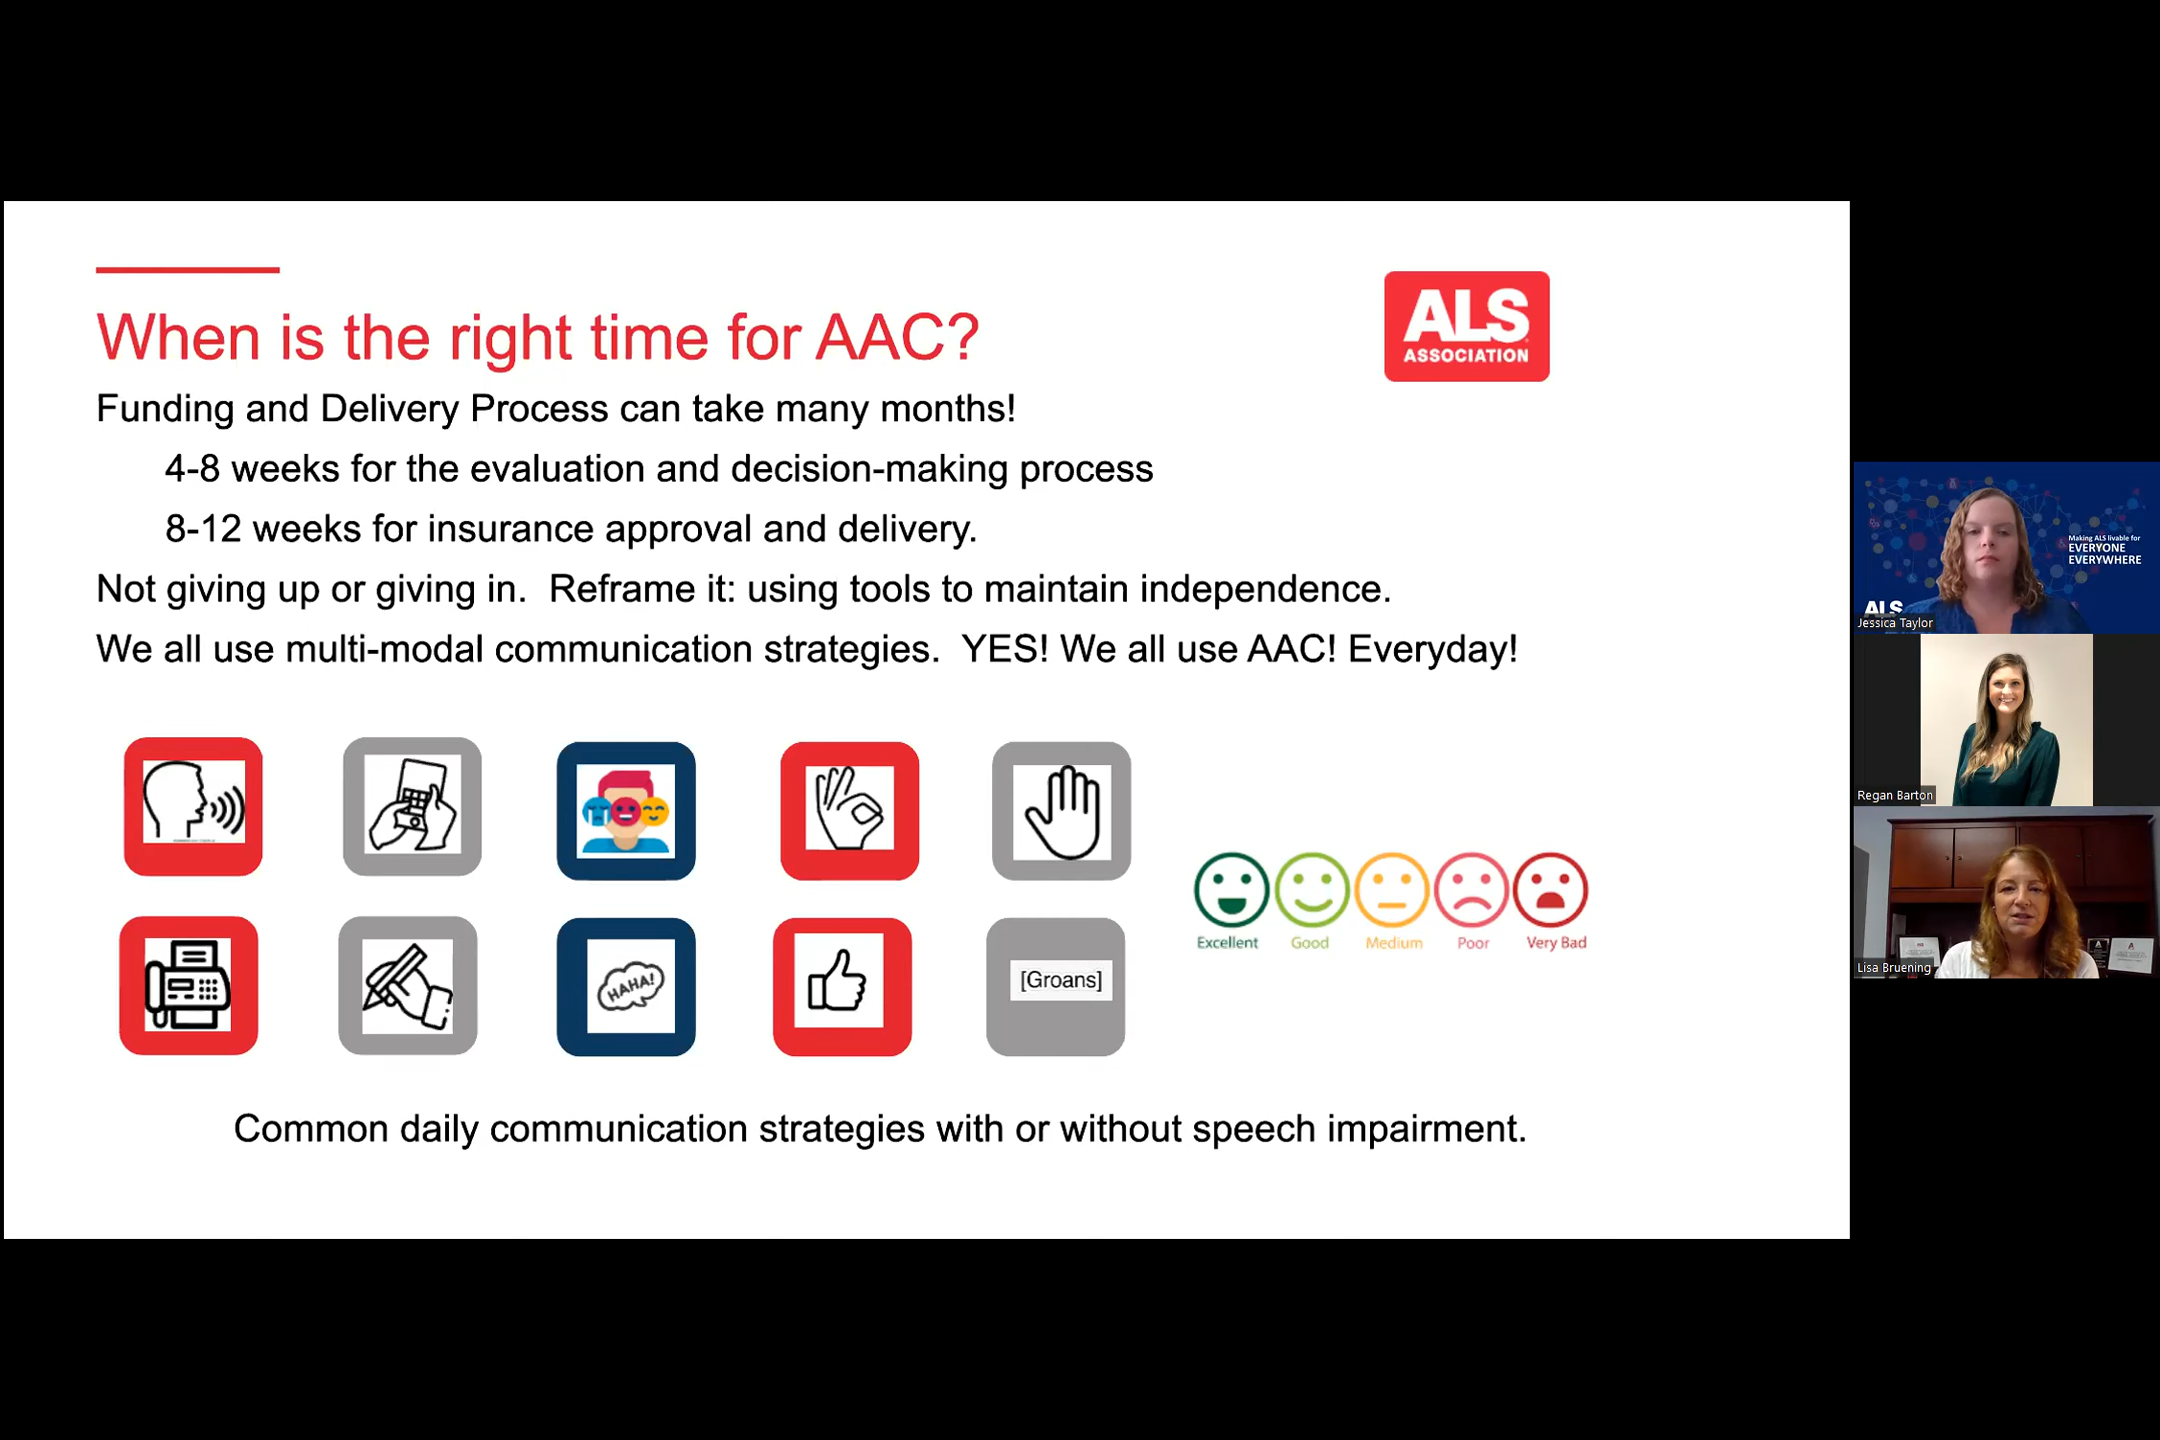 When is the right time for AAC?
ALS
ASSOCIATION
Funding and Delivery Process can take many months!
4-8 weeks for the evaluation and decision-making process
8-12 weeks for insurance approval and delivery.
Not giving up or giving in.  Reframe it: using tools to maintain independence.
We all use multi-modal communication strategies.  YES! We all use AAC! Everyday!
Excellent Good Medium Poor Very Bad
HAHA!
[Groans]
Common daily communication strategies with or without speech impairment.
Making ALS livable for
EVERYONE
EVERYWHERE
ALS
Jessica Taylor
Regan Barton
Lisa Bruening